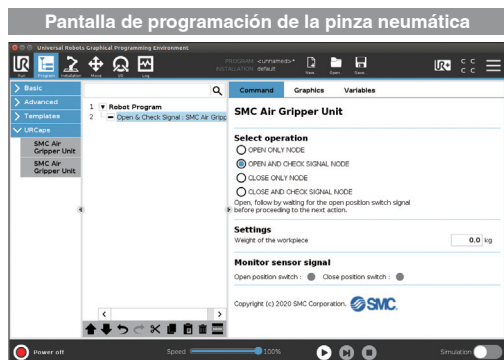 Pantalla de programación de la pinza neumática
Universal Robots Graphical Programming Environment
PROGRAM <unnamed>*
INSTALLATION default
Run Program Installation Move I/O Log New... Open... Save...
C C
C C
Basic
Advanced
Templates
URCaps
SMC Air
Gripper Unit
SMC Air
Gripper Unit
1 Robot Program
2 Open & Check Signal : SMC Air Gripp
Command Graphics Variables
SMC Air Gripper Unit
Select operation
OPEN ONLY NODE
OPEN AND CHECK SIGNAL NODE
CLOSE ONLY NODE
CLOSE AND CHECK SIGNAL NODE
Open, follow by waiting for the open position switch signal
before proceeding to the next action.
Settings
Weight of the workpiece 0.0 kg
Monitor sensor signal
Open position switch : Close position switch :
Copyright (c) 2020 SMC Corporation. SMC.
Power off Speed 100% Simulation